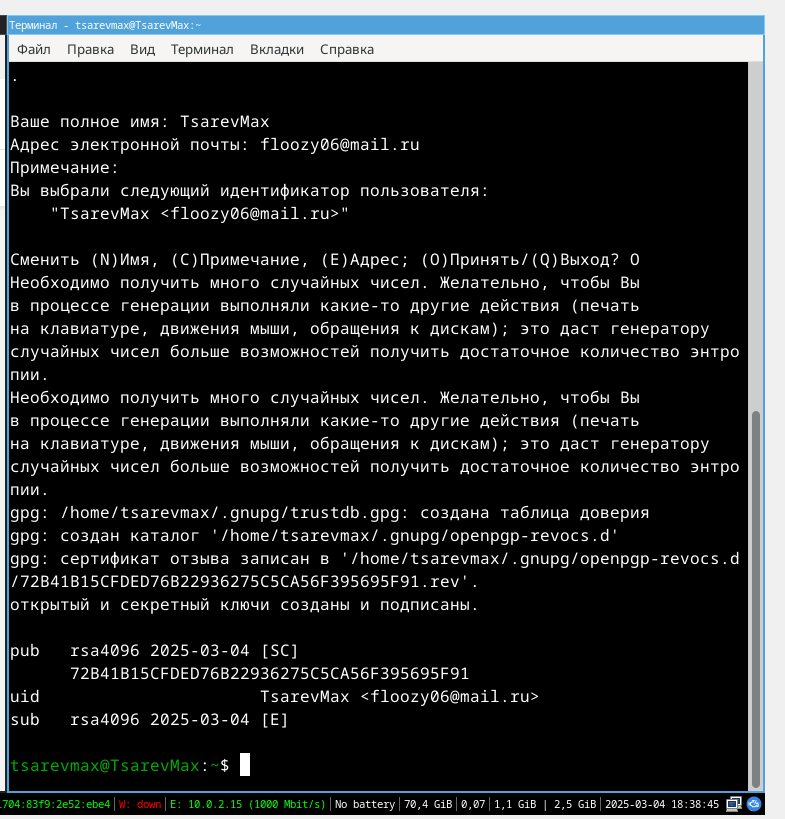 Терминал - tsarevmax@TsarevMax:~
Файл Правка Вид Терминал Вкладки Справка
.
Ваше полное имя: TsarevMax
Адрес электронной почты: floozy06@mail.ru
Примечание:
Вы выбрали следующий идентификатор пользователя:
"TsarevMax <floozy06@mail.ru>"
Сменить (N)Имя, (C)Примечание, (E)Адрес; (O)Принять/(Q)Выход? O
Необходимо получить много случайных чисел. Желательно, чтобы Вы
в процессе генерации выполняли какие-то другие действия (печать
на клавиатуре, движения мыши, обращения к дискам); это даст генератору
случайных чисел больше возможностей получить достаточное количество энтро
пии.
Необходимо получить много случайных чисел. Желательно, чтобы Вы
в процессе генерации выполняли какие-то другие действия (печать
на клавиатуре, движения мыши, обращения к дискам); это даст генератору
случайных чисел больше возможностей получить достаточное количество энтро
пии.
gpg: /home/tsarevmax/.gnupg/trustdb.gpg: создана таблица доверия
gpg: создан каталог '/home/tsarevmax/.gnupg/openpgp-revocs.d'
gpg: сертификат отзыва записан в '/home/tsarevmax/.gnupg/openpgp-revocs.d
/72B41B15CFDED76B22936275C5CA56F395695F91.rev'.
открытый и секретный ключи созданы и подписаны.
pub rsa4096 2025-03-04 [SC]
72B41B15CFDED76B22936275C5CA56F395695F91
uid TsarevMax <floozy06@mail.ru>
sub rsa4096 2025-03-04 [E]
tsarevmax@TsarevMax:~$
704:83f9:2e52:ebe4 | W: down | E: 10.0.2.15 (1000 Mbit/s) | No battery | 70,4 GiB | 0,07 | 1,1 GiB | 2,5 GiB | 2025-03-04 18:38:45